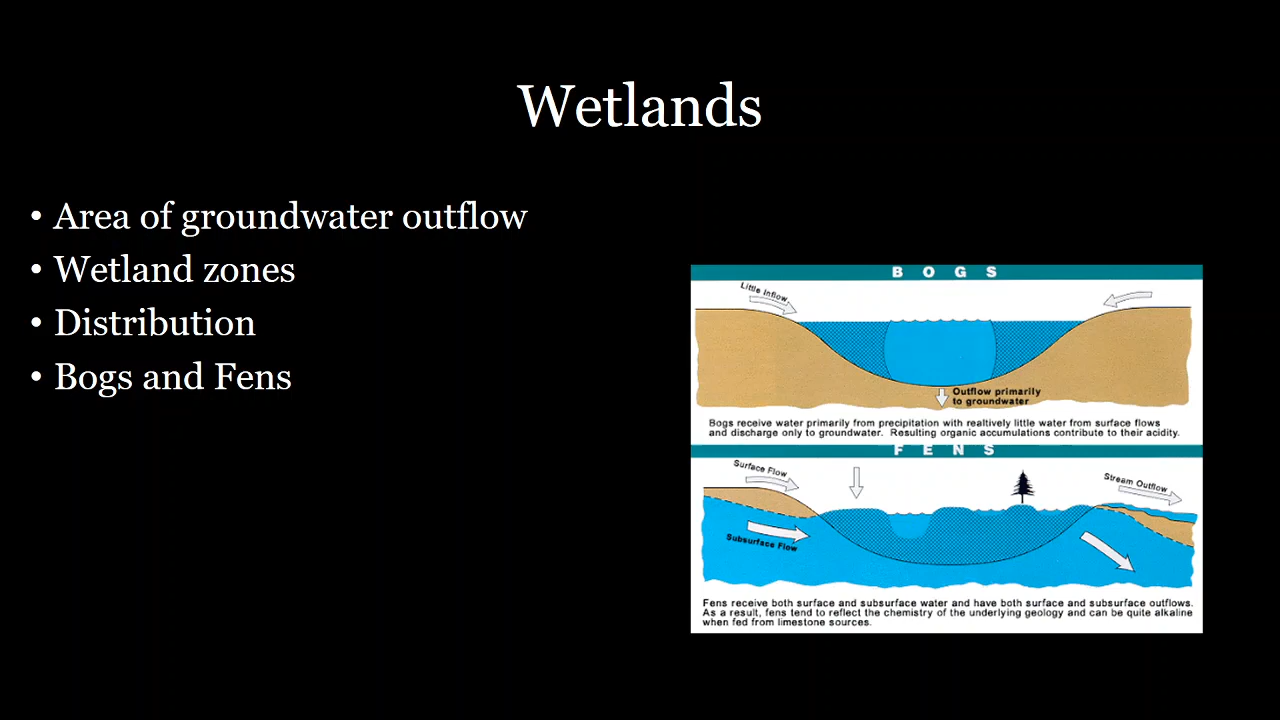 Wetlands
• Area of groundwater outflow
• Wetland zones
• Distribution
• Bogs and Fens
BOGS
Little Inflow
Outflow primarily
to groundwater
Bogs receive water primarily from precipitation with realtively little water from surface flows
and discharge only to groundwater. Resulting organic accumulations contribute to their acidity.
FENS
Surface Flow
Stream Outflow
Subsurface Flow
Fens receive both surface and subsurface water and have both surface and subsurface outflows.
As a result, fens tend to reflect the chemistry of the underlying geology and can be quite alkaline
when fed from limestone sources.